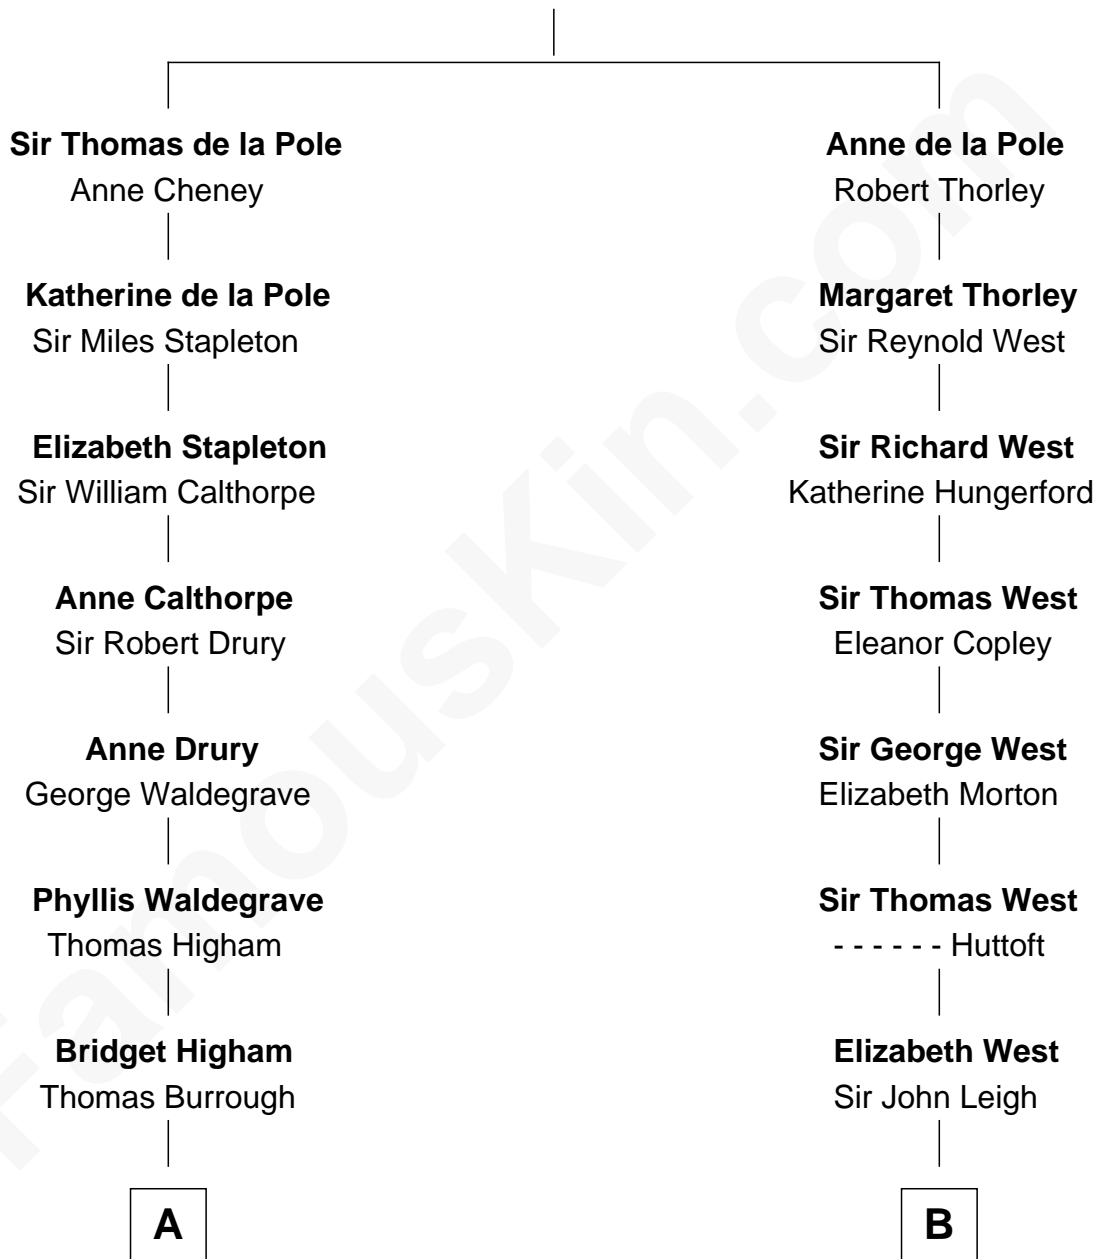 Sir Thomas de la Pole
Anne Cheney
Katherine de la Pole
Sir Miles Stapleton
Elizabeth Stapleton
Sir William Calthorpe
Anne Calthorpe
Sir Robert Drury
Anne Drury
George Waldegrave
Phyllis Waldegrave
Thomas Higham
Bridget Higham
Thomas Burrough
A
Anne de la Pole
Robert Thorley
Margaret Thorley
Sir Reynold West
Sir Richard West
Katherine Hungerford
Sir Thomas West
Eleanor Copley
Sir George West
Elizabeth Morton
Sir Thomas West
- - - - - - Huttoft
Elizabeth West
Sir John Leigh
B
FamousKin.com